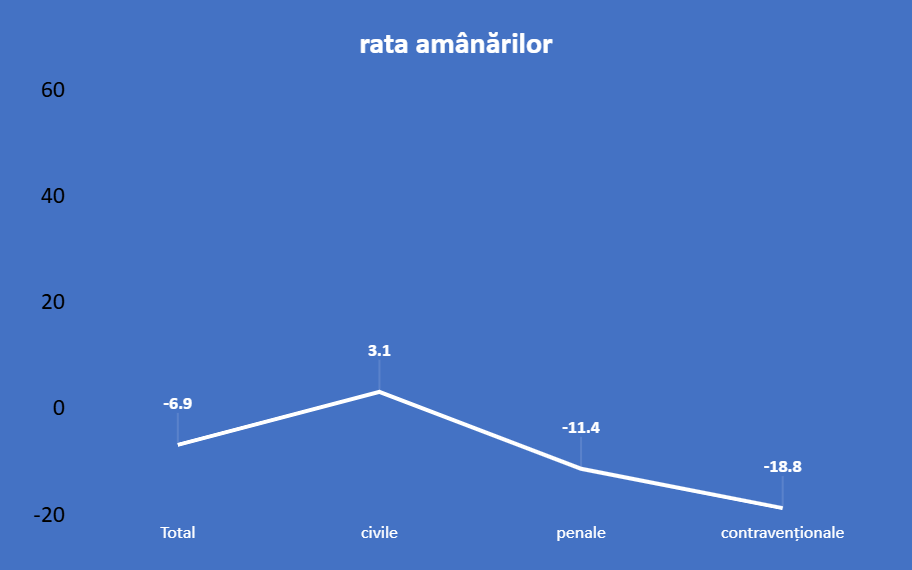 rata amânărilor
60
40
20
0
-20
-6.9
3.1
-11.4
-18.8
Total
civile
penale
contravenționale